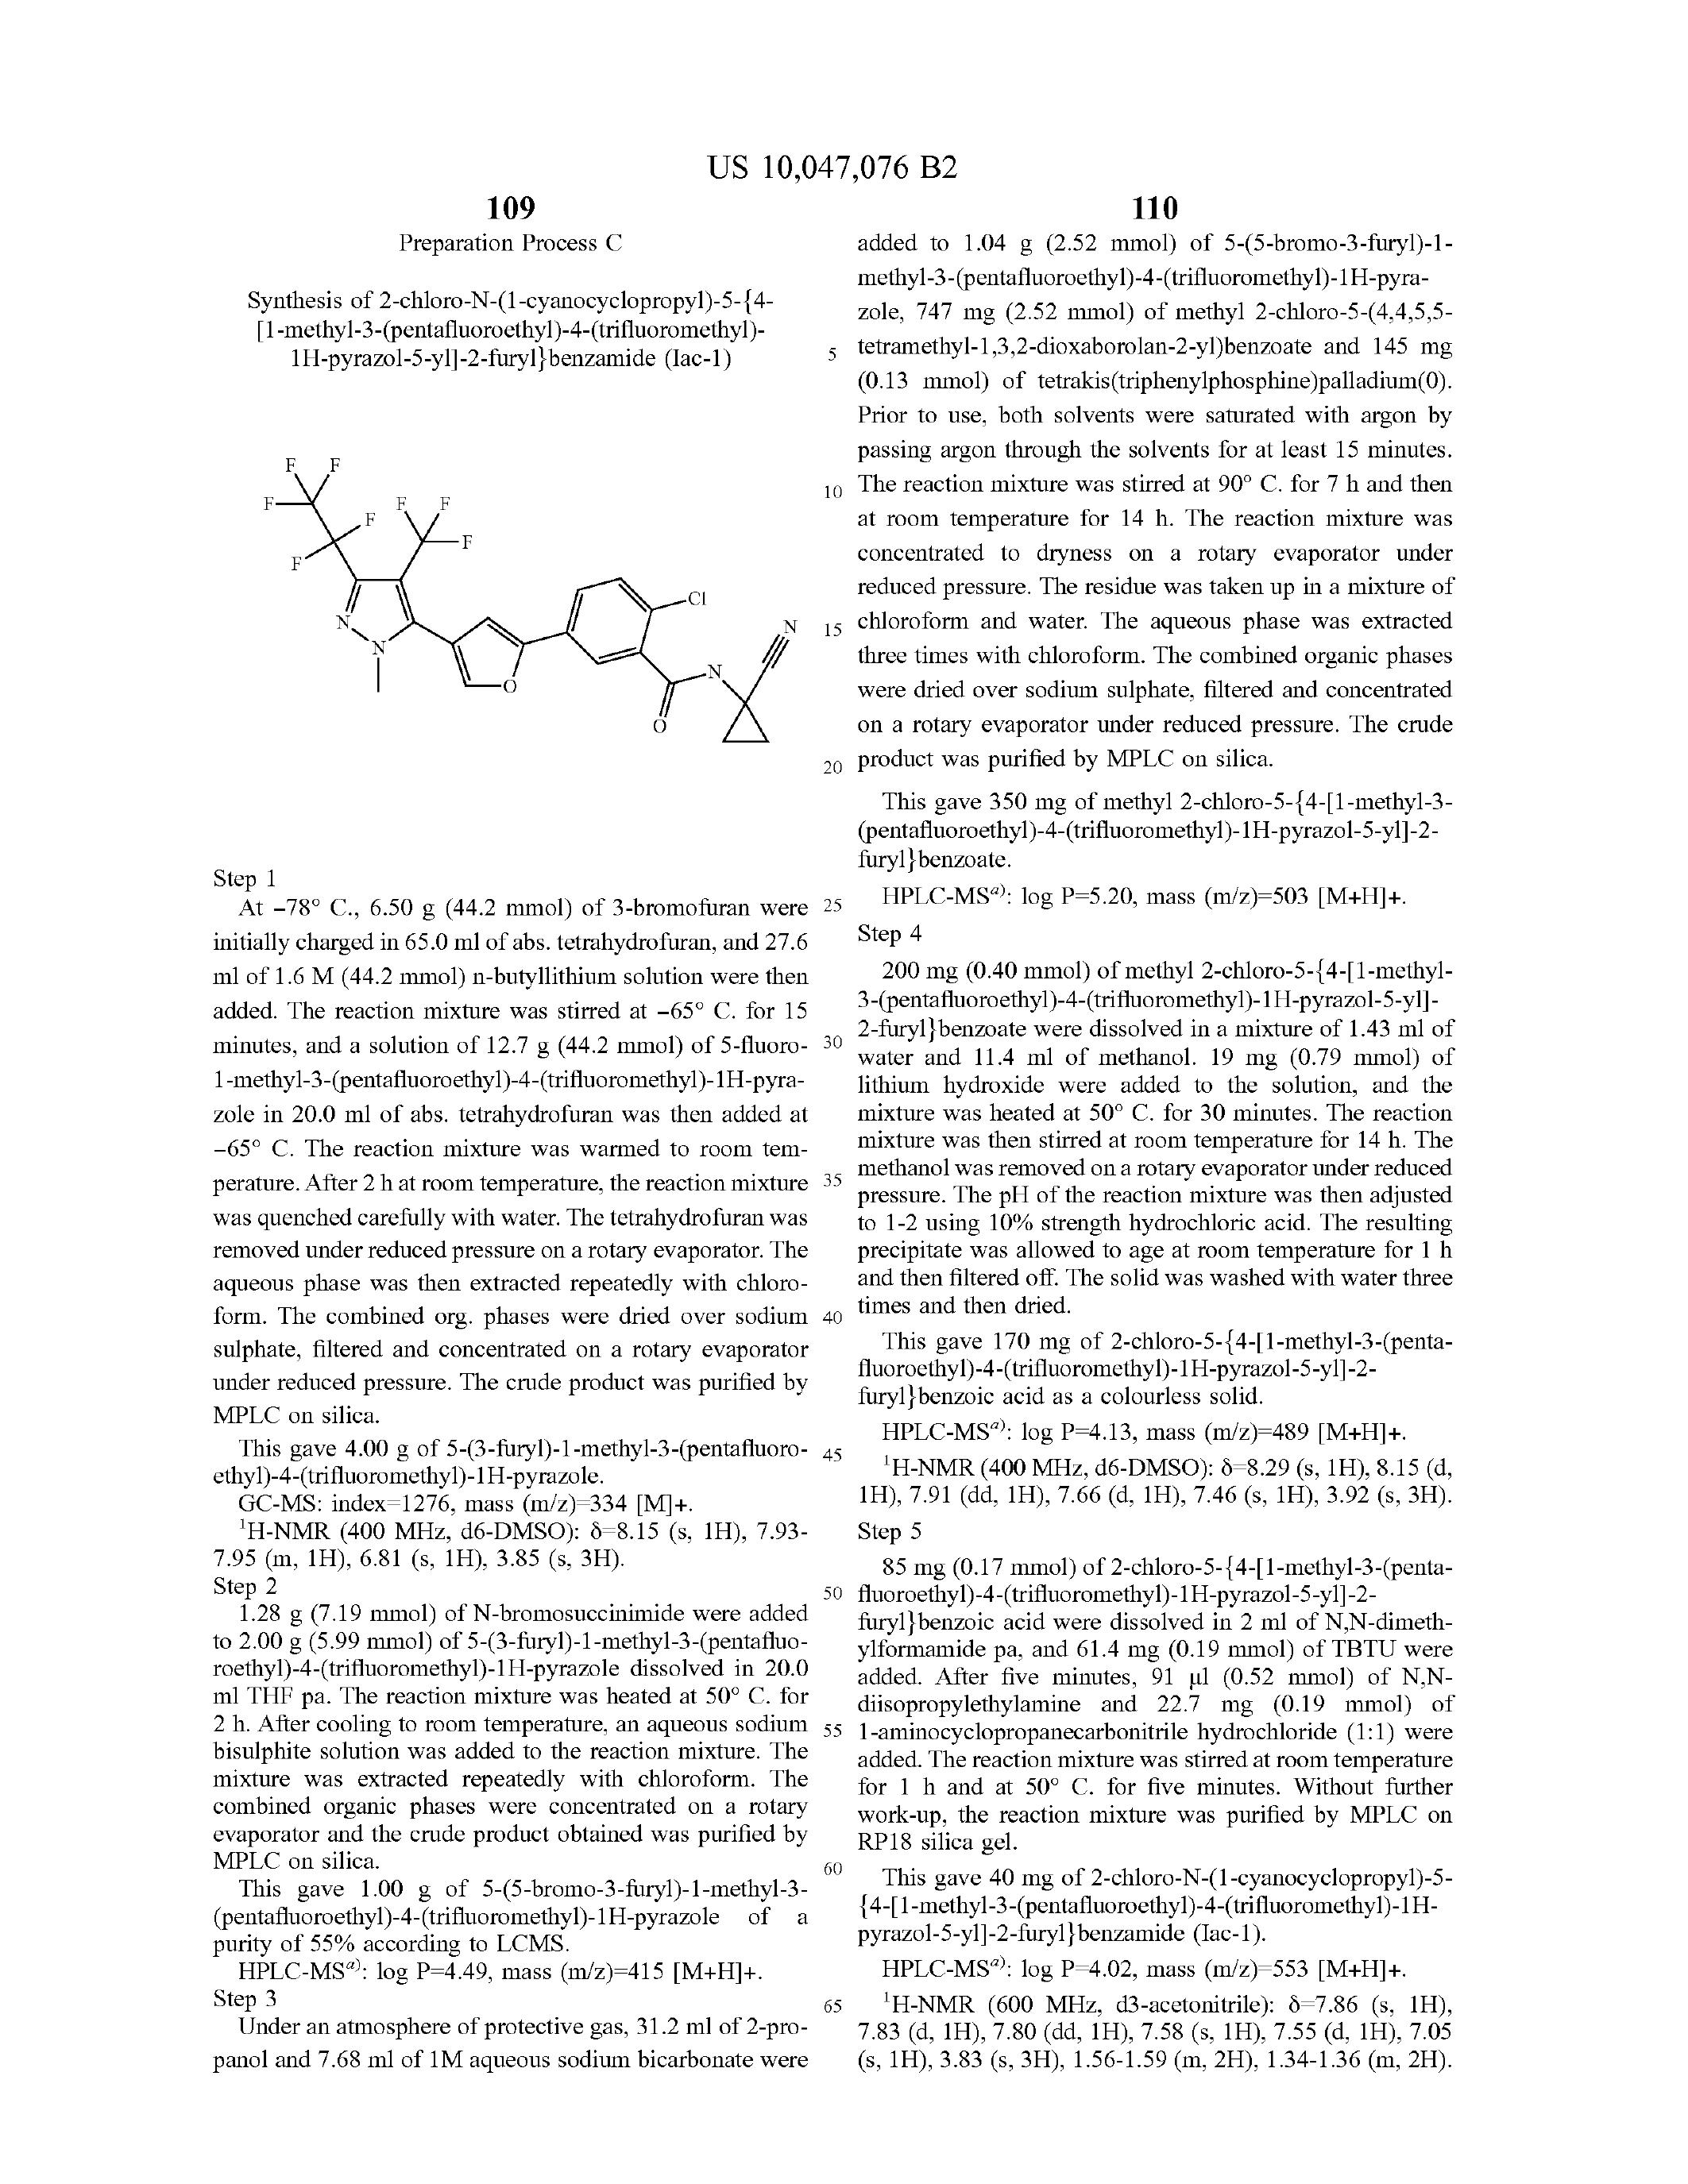 US 10,047,076 B2
109
Preparation Process C
Synthesis of 2-chloro-N-(1-cyanocyclopropyl)-5-{4-
[1-methyl-3-(pentafluoroethyl)-4-(trifluoromethyl)-
1H-pyrazol-5-yl]-2-furyl}benzamide (Iac-1)
F F
F F F F
F F
Cl
N N
N N
O O
Step 1
At -78° C., 6.50 g (44.2 mmol) of 3-bromofuran were
initially charged in 65.0 ml of abs. tetrahydrofuran, and 27.6
ml of 1.6 M (44.2 mmol) n-butyllithium solution were then
added. The reaction mixture was stirred at -65° C. for 15
minutes, and a solution of 12.7 g (44.2 mmol) of 5-fluoro-
1-methyl-3-(pentafluoroethyl)-4-(trifluoromethyl)-1H-pyra-
zole in 20.0 ml of abs. tetrahydrofuran was then added at
-65° C. The reaction mixture was warmed to room tem-
perature. After 2 h at room temperature, the reaction mixture
was quenched carefully with water. The tetrahydrofuran was
removed under reduced pressure on a rotary evaporator. The
aqueous phase was then extracted repeatedly with chloro-
form. The combined org. phases were dried over sodium
sulphate, filtered and concentrated on a rotary evaporator
under reduced pressure. The crude product was purified by
MPLC on silica.
This gave 4.00 g of 5-(3-furyl)-1-methyl-3-(pentafluoro-
ethyl)-4-(trifluoromethyl)-1H-pyrazole.
GC-MS: index=1276, mass (m/z)=334 [M]+.
¹H-NMR (400 MHz, d6-DMSO): δ=8.15 (s, 1H), 7.93-
7.95 (m, 1H), 6.81 (s, 1H), 3.85 (s, 3H).
Step 2
1.28 g (7.19 mmol) of N-bromosuccinimide were added
to 2.00 g (5.99 mmol) of 5-(3-furyl)-1-methyl-3-(pentafluo-
roethyl)-4-(trifluoromethyl)-1H-pyrazole dissolved in 20.0
ml THF pa. The reaction mixture was heated at 50° C. for
2 h. After cooling to room temperature, an aqueous sodium
bisulphite solution was added to the reaction mixture. The
mixture was extracted repeatedly with chloroform. The
combined organic phases were concentrated on a rotary
evaporator and the crude product obtained was purified by
MPLC on silica.
This gave 1.00 g of 5-(5-bromo-3-furyl)-1-methyl-3-
(pentafluoroethyl)-4-(trifluoromethyl)-1H-pyrazole of a
purity of 55% according to LCMS.
HPLC-MSᵃ⁾: log P=4.49, mass (m/z)=415 [M+H]+.
Step 3
Under an atmosphere of protective gas, 31.2 ml of 2-pro-
panol and 7.68 ml of 1M aqueous sodium bicarbonate were
5
10
15
20
25
30
35
40
45
50
55
60
65
110
added to 1.04 g (2.52 mmol) of 5-(5-bromo-3-furyl)-1-
methyl-3-(pentafluoroethyl)-4-(trifluoromethyl)-1H-pyra-
zole, 747 mg (2.52 mmol) of methyl 2-chloro-5-(4,4,5,5-
tetramethyl-1,3,2-dioxaborolan-2-yl)benzoate and 145 mg
(0.13 mmol) of tetrakis(triphenylphosphine)palladium(0).
Prior to use, both solvents were saturated with argon by
passing argon through the solvents for at least 15 minutes.
The reaction mixture was stirred at 90° C. for 7 h and then
at room temperature for 14 h. The reaction mixture was
concentrated to dryness on a rotary evaporator under
reduced pressure. The residue was taken up in a mixture of
chloroform and water. The aqueous phase was extracted
three times with chloroform. The combined organic phases
were dried over sodium sulphate, filtered and concentrated
on a rotary evaporator under reduced pressure. The crude
product was purified by MPLC on silica.
This gave 350 mg of methyl 2-chloro-5-{4-[1-methyl-3-
(pentafluoroethyl)-4-(trifluoromethyl)-1H-pyrazol-5-yl]-2-
furyl}benzoate.
HPLC-MSᵃ⁾: log P=5.20, mass (m/z)=503 [M+H]+.
Step 4
200 mg (0.40 mmol) of methyl 2-chloro-5-{4-[1-methyl-
3-(pentafluoroethyl)-4-(trifluoromethyl)-1H-pyrazol-5-yl]-
2-furyl}benzoate were dissolved in a mixture of 1.43 ml of
water and 11.4 ml of methanol. 19 mg (0.79 mmol) of
lithium hydroxide were added to the solution, and the
mixture was heated at 50° C. for 30 minutes. The reaction
mixture was then stirred at room temperature for 14 h. The
methanol was removed on a rotary evaporator under reduced
pressure. The pH of the reaction mixture was then adjusted
to 1-2 using 10% strength hydrochloric acid. The resulting
precipitate was allowed to age at room temperature for 1 h
and then filtered off. The solid was washed with water three
times and then dried.
This gave 170 mg of 2-chloro-5-{4-[1-methyl-3-(penta-
fluoroethyl)-4-(trifluoromethyl)-1H-pyrazol-5-yl]-2-
furyl}benzoic acid as a colourless solid.
HPLC-MSᵃ⁾: log P=4.13, mass (m/z)=489 [M+H]+.
¹H-NMR (400 MHz, d6-DMSO): δ=8.29 (s, 1H), 8.15 (d,
1H), 7.91 (dd, 1H), 7.66 (d, 1H), 7.46 (s, 1H), 3.92 (s, 3H).
Step 5
85 mg (0.17 mmol) of 2-chloro-5-{4-[1-methyl-3-(penta-
fluoroethyl)-4-(trifluoromethyl)-1H-pyrazol-5-yl]-2-
furyl}benzoic acid were dissolved in 2 ml of N,N-dimeth-
ylformamide pa, and 61.4 mg (0.19 mmol) of TBTU were
added. After five minutes, 91 μl (0.52 mmol) of N,N-
diisopropylethylamine and 22.7 mg (0.19 mmol) of
1-aminocyclopropanecarbonitrile hydrochloride (1:1) were
added. The reaction mixture was stirred at room temperature
for 1 h and at 50° C. for five minutes. Without further
work-up, the reaction mixture was purified by MPLC on
RP18 silica gel.
This gave 40 mg of 2-chloro-N-(1-cyanocyclopropyl)-5-
{4-[1-methyl-3-(pentafluoroethyl)-4-(trifluoromethyl)-1H-
pyrazol-5-yl]-2-furyl}benzamide (Iac-1).
HPLC-MSᵃ⁾: log P=4.02, mass (m/z)=553 [M+H]+.
¹H-NMR (600 MHz, d3-acetonitrile): δ=7.86 (s, 1H),
7.83 (d, 1H), 7.80 (dd, 1H), 7.58 (s, 1H), 7.55 (d, 1H), 7.05
(s, 1H), 3.83 (s, 3H), 1.56-1.59 (m, 2H), 1.34-1.36 (m, 2H).